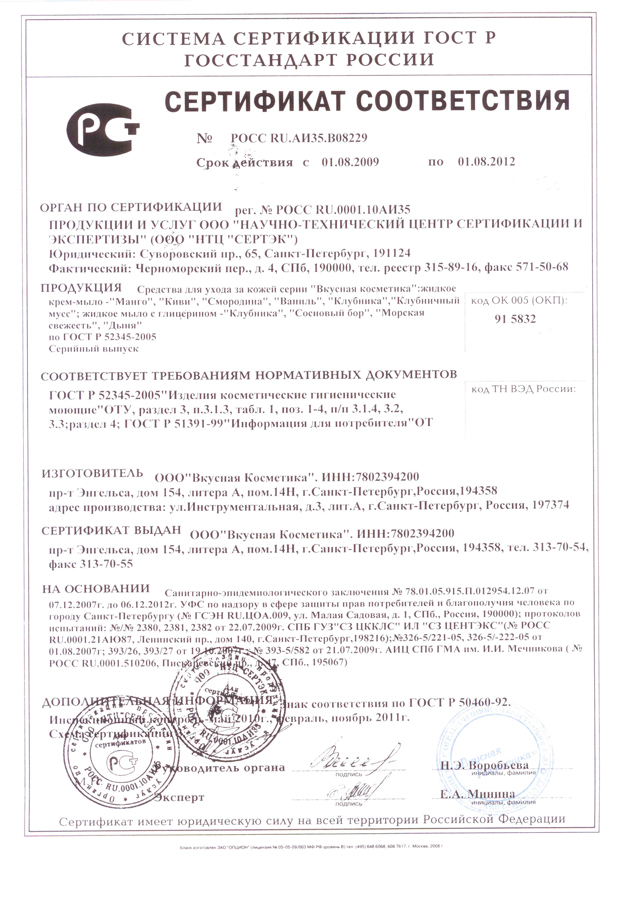 СИСТЕМА СЕРТИФИКАЦИИ ГОСТ Р
ГОССТАНДАРТ РОССИИ
СЕРТИФИКАТ СООТВЕТСТВИЯ
№ РОСС RU.АИ35.В08229
Срок действия с 01.08.2009 по 01.08.2012
ОРГАН ПО СЕРТИФИКАЦИИ рег. № РОСС RU.0001.10АИ35
ПРОДУКЦИИ И УСЛУГ ООО "НАУЧНО-ТЕХНИЧЕСКИЙ ЦЕНТР СЕРТИФИКАЦИИ И
ЭКСПЕРТИЗЫ" (ООО "НТЦ "СЕРТЭК")
Юридический: Суворовский пр., 65, Санкт-Петербург, 191124
Фактический: Черноморский пер., д. 4, СПб, 190000, тел. реестр 315-89-16, факс 571-50-68
ПРОДУКЦИЯ Средства для ухода за кожей серии "Вкусная косметика":жидкое
крем-мыло -"Манго", "Киви", "Смородина", "Ваниль", "Клубника","Клубничный
мусс"; жидкое мыло с глицерином -"Клубника", "Сосновый бор", "Морская
свежесть", "Дыня"
по ГОСТ Р 52345-2005
Серийный выпуск
код ОК 005 (ОКП):
91 5832
СООТВЕТСТВУЕТ ТРЕБОВАНИЯМ НОРМАТИВНЫХ ДОКУМЕНТОВ
ГОСТ Р 52345-2005"Изделия косметические гигиенические
моющие"ОТУ, раздел 3, п.3.1.3, табл. 1, поз. 1-4, п/п 3.1.4, 3.2,
3.3;раздел 4; ГОСТ Р 51391-99"Информация для потребителя"ОТ
код ТН ВЭД России:
ИЗГОТОВИТЕЛЬ ООО"Вкусная Косметика". ИНН:7802394200
пр-т Энгельса, дом 154, литера А, пом.14Н, г.Санкт-Петербург,Россия,194358
адрес производства: ул.Инструментальная, д.3, лит.А, г.Санкт-Петербург, Россия, 197374
СЕРТИФИКАТ ВЫДАН ООО"Вкусная Косметика". ИНН:7802394200
пр-т Энгельса, дом 154, литера А, пом.14Н, г.Санкт-Петербург,Россия, 194358, тел. 313-70-54,
факс 313-70-55
НА ОСНОВАНИИ Санитарно-эпидемиологического заключения № 78.01.05.915.П.012954.12.07 от
07.12.2007г. до 06.12.2012г. УФС по надзору в сфере защиты прав потребителей и благополучия человека по
городу Санкт-Петербургу (№ ГСЭН RU.ЦОА.009, ул. Малая Садовая, д. 1, СПб., Россия, 190000); протоколов
испытаний: №/№ 2380, 2381, 2382 от 22.07.2009г. СПБ ГУЗ"СЗ ЦККЛС" ИЛ "СЗ ЦЕНТЭКС"(№ РОСС
RU.0001.21АЮ87, Ленинский пр., дом 140, г.Санкт-Петербург,198216);№326-5/221-05, 326-5/-222-05 от
01.08.2007г; 393/26, 393/27 от 19.10.2007г; № 393-5/582 от 21.07.2009г. АИЦ СПб ГМА им. И.И. Мечникова ( №
РОСС RU.0001.510206, Пискаревский пр., д. 47, СПб., 195067)
ДОПОЛНИТЕЛЬНАЯ ИНФОРМАЦИЯ знак соответствия по ГОСТ Р 50460-92.
Инспекционный контроль - май 2010г., февраль, ноябрь 2011г.
Схема сертификации
Руководитель органа
подпись
Н.Э. Воробьева
инициалы, фамилия
Эксперт
подпись
Е.А. Минина
инициалы, фамилия
Для сертификатов
РОСС RU.0001.10АИ35
Сертификат имеет юридическую силу на всей территории Российской Федерации